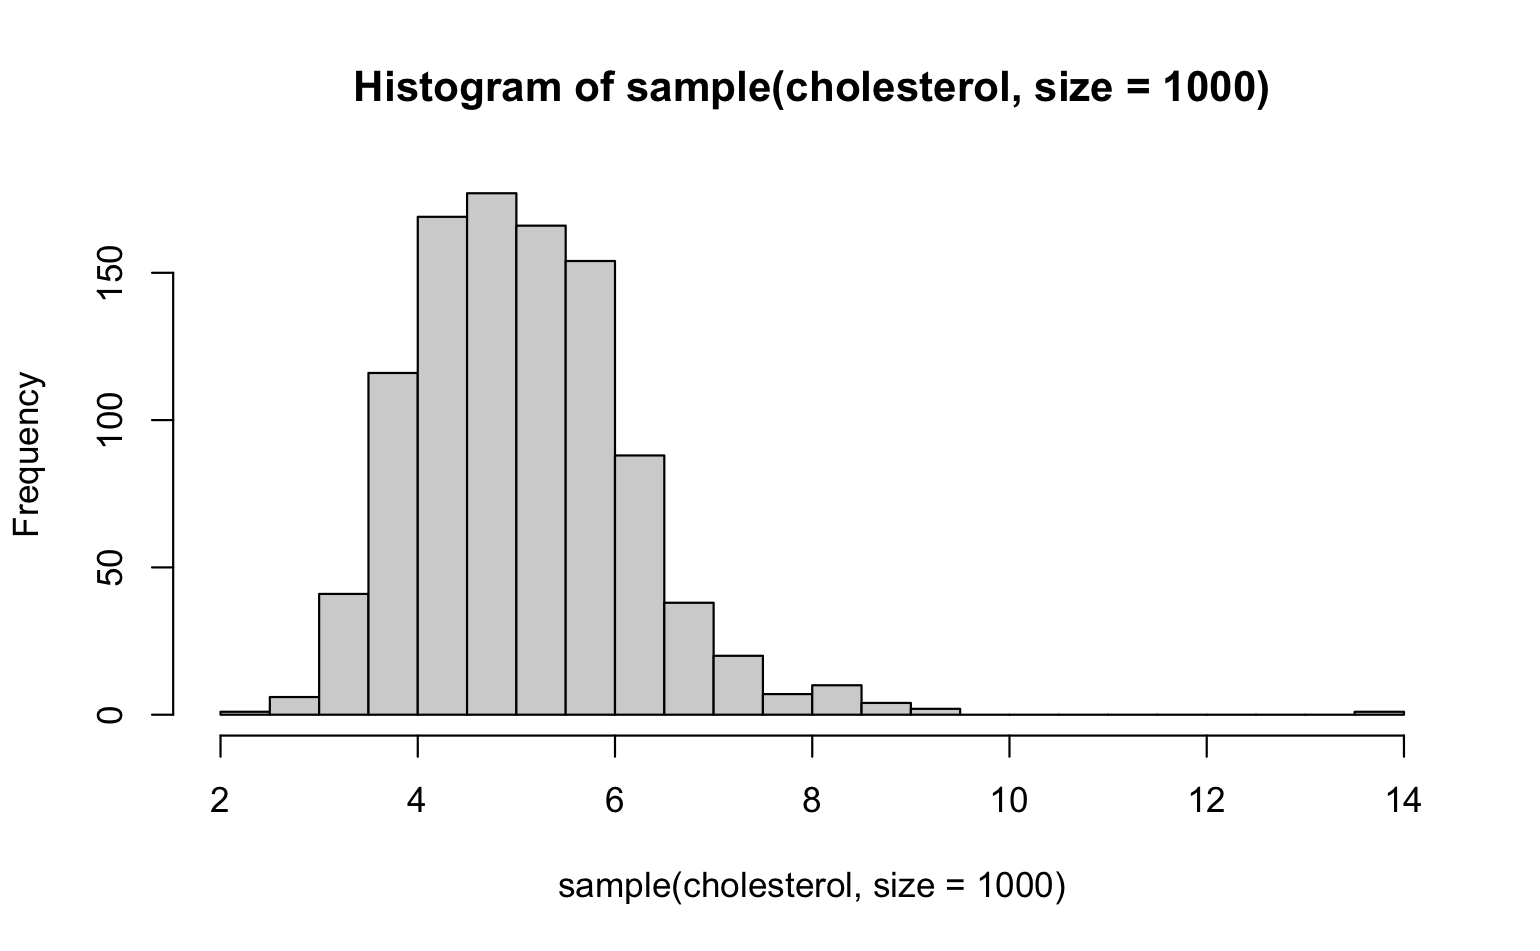 Histogram of sample(cholesterol, size = 1000)
Frequency
150
100
50
0
2 4 6 8 10 12 14
sample(cholesterol, size = 1000)